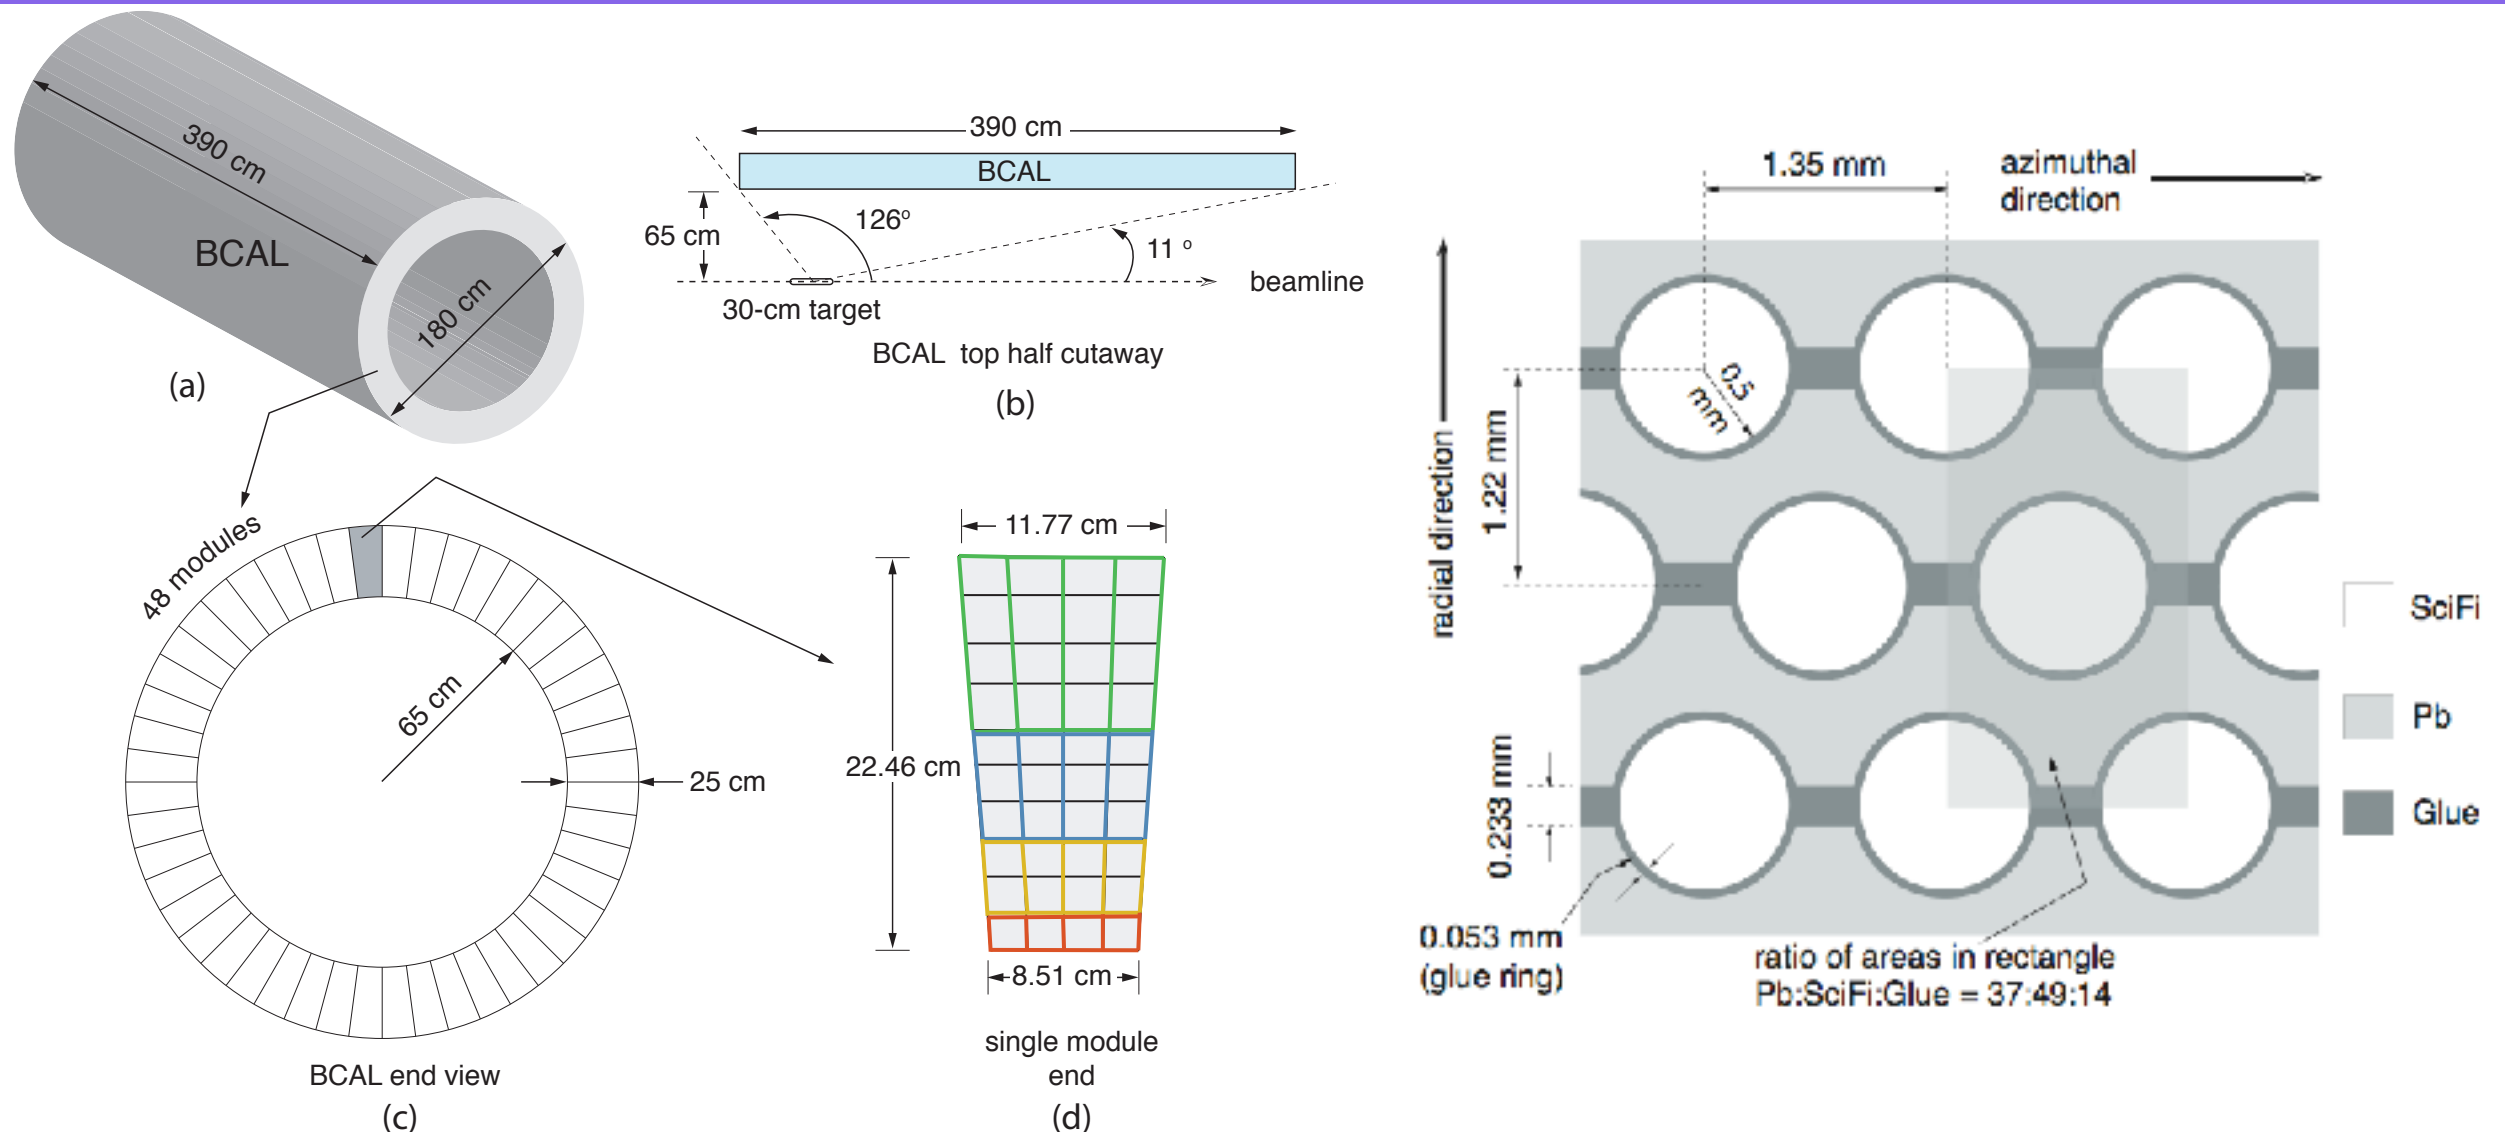 390 cm
BCAL
180 cm
(a)
390 cm
BCAL
65 cm
126°
11 °
beamline
30-cm target
BCAL top half cutaway
(b)
48 modules
65 cm
25 cm
BCAL end view
(c)
11.77 cm
22.46 cm
8.51 cm
single module
end
(d)
1.35 mm
azimuthal
direction
radial direction
0.5
mm
1.22 mm
0.233 mm
0.053 mm
(glue ring)
ratio of areas in rectangle
Pb:SciFi:Glue = 37:49:14
SciFi
Pb
Glue